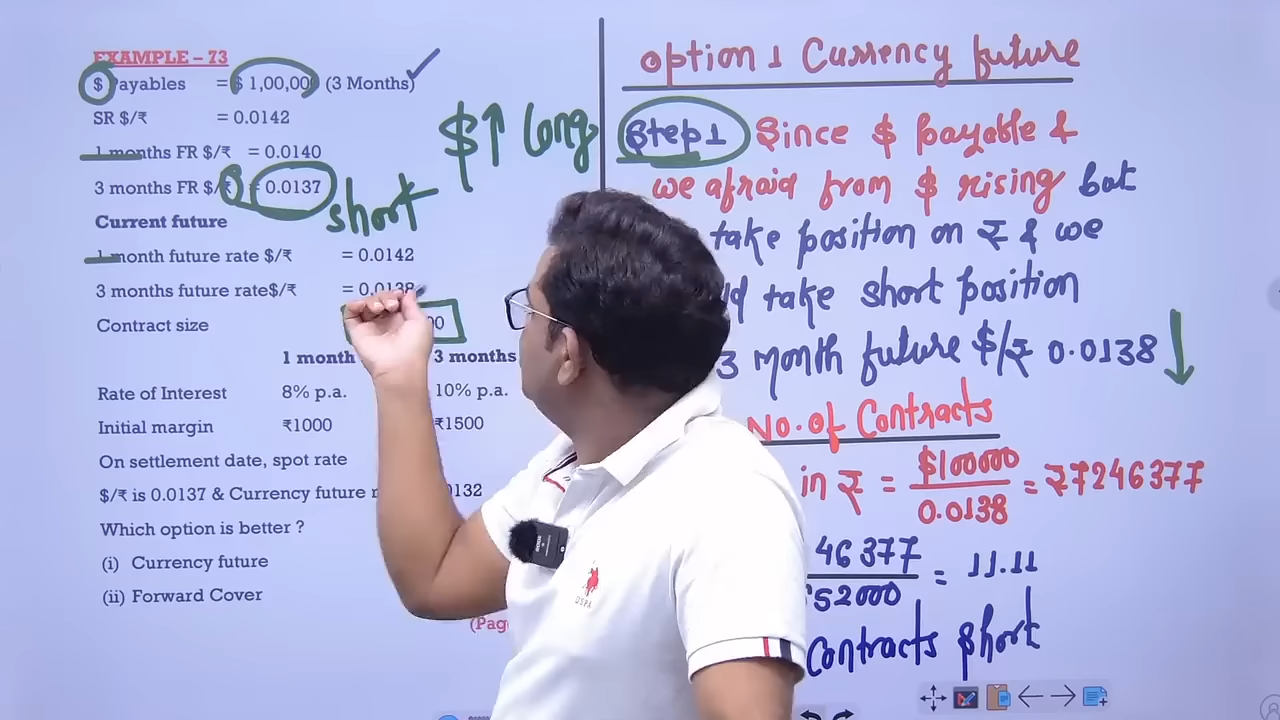 EXAMPLE – 73
$ Payables = $ 1,00,000 (3 Months)
SR $/₹ = 0.0142
1 months FR $/₹ = 0.0140
3 months FR $/₹ = 0.0137
Current future
1 month future rate $/₹ = 0.0142
3 months future rate$/₹ = 0.0138
Contract size 00
1 month 3 months
Rate of Interest 8% p.a. 10% p.a.
Initial margin ₹1000 ₹1500
On settlement date, spot rate
$/₹ is 0.0137 & Currency future 0132
Which option is better ?
(i) Currency future
(ii) Forward Cover
(Pag
$↑ long
short
Option 1 Currency future
Step 1 Since $ payable &
we afraid from $ rising but
take position on ₹ & we
take short position
3 month future $/₹ 0.0138 ↓
No. of Contracts
in ₹ = $100000 / 0.0138 = ₹7246377
46377 / 652000 = 11.11
Contracts short
USPA